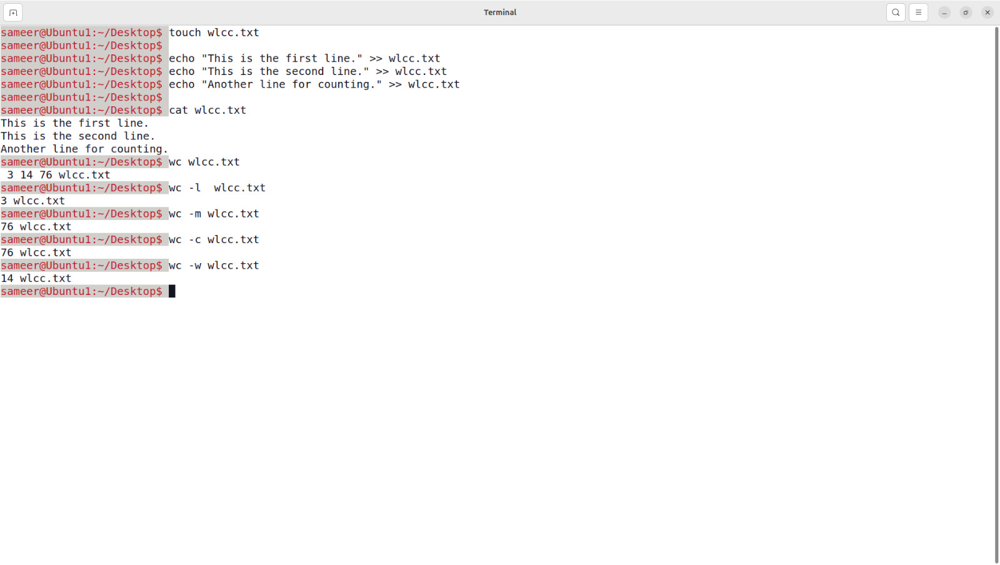 Terminal
sameer@Ubuntu1:~/Desktop$ touch wlcc.txt
sameer@Ubuntu1:~/Desktop$
sameer@Ubuntu1:~/Desktop$ echo "This is the first line." >> wlcc.txt
sameer@Ubuntu1:~/Desktop$ echo "This is the second line." >> wlcc.txt
sameer@Ubuntu1:~/Desktop$ echo "Another line for counting." >> wlcc.txt
sameer@Ubuntu1:~/Desktop$
sameer@Ubuntu1:~/Desktop$ cat wlcc.txt
This is the first line.
This is the second line.
Another line for counting.
sameer@Ubuntu1:~/Desktop$ wc wlcc.txt
 3 14 76 wlcc.txt
sameer@Ubuntu1:~/Desktop$ wc -l  wlcc.txt
3 wlcc.txt
sameer@Ubuntu1:~/Desktop$ wc -m wlcc.txt
76 wlcc.txt
sameer@Ubuntu1:~/Desktop$ wc -c wlcc.txt
76 wlcc.txt
sameer@Ubuntu1:~/Desktop$ wc -w wlcc.txt
14 wlcc.txt
sameer@Ubuntu1:~/Desktop$